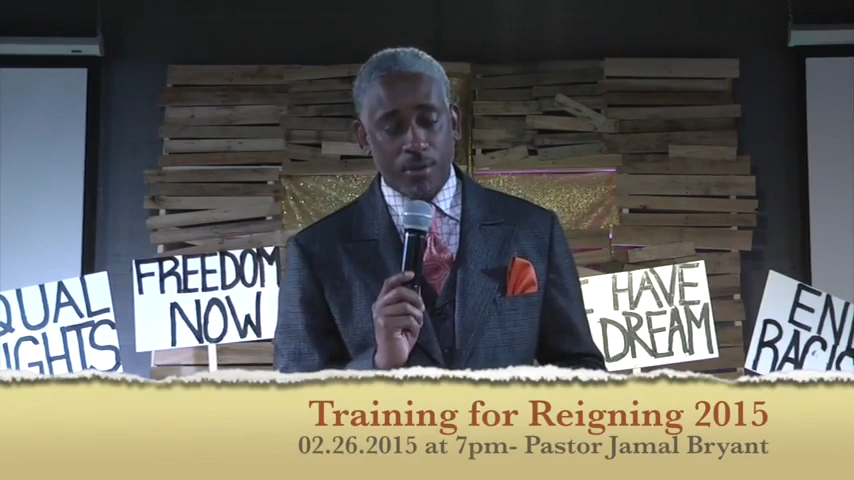 QUAL
IGHTS
FREEDOM
NOW
HAVE
DREAM
EN
RACIS
Training for Reigning 2015
02.26.2015 at 7pm- Pastor Jamal Bryant